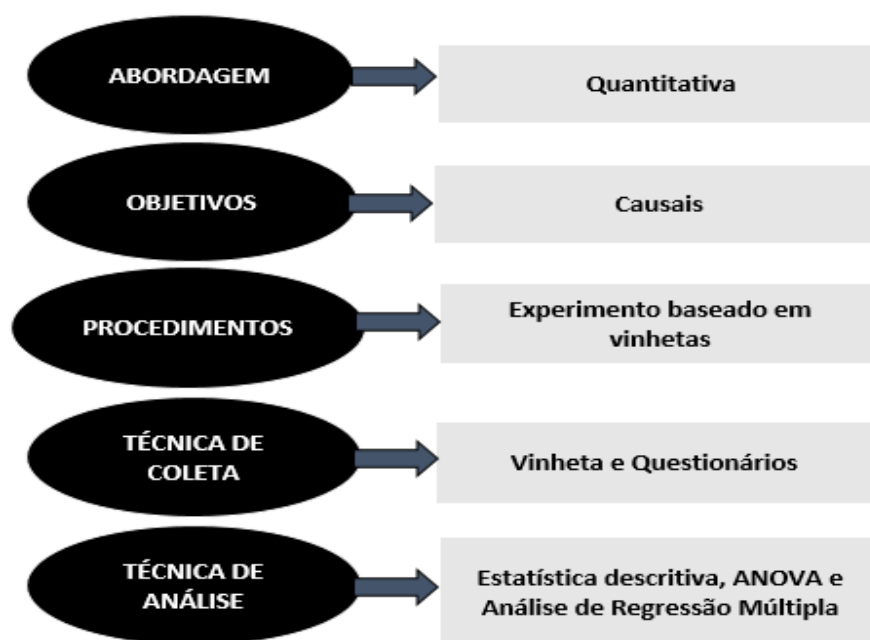 ABORDAGEM
Quantitativa
OBJETIVOS
Causais
PROCEDIMENTOS
Experimento baseado em
vinhetas
TÉCNICA DE
COLETA
Vinheta e Questionários
TÉCNICA DE
ANÁLISE
Estatística descritiva, ANOVA e
Análise de Regressão Múltipla